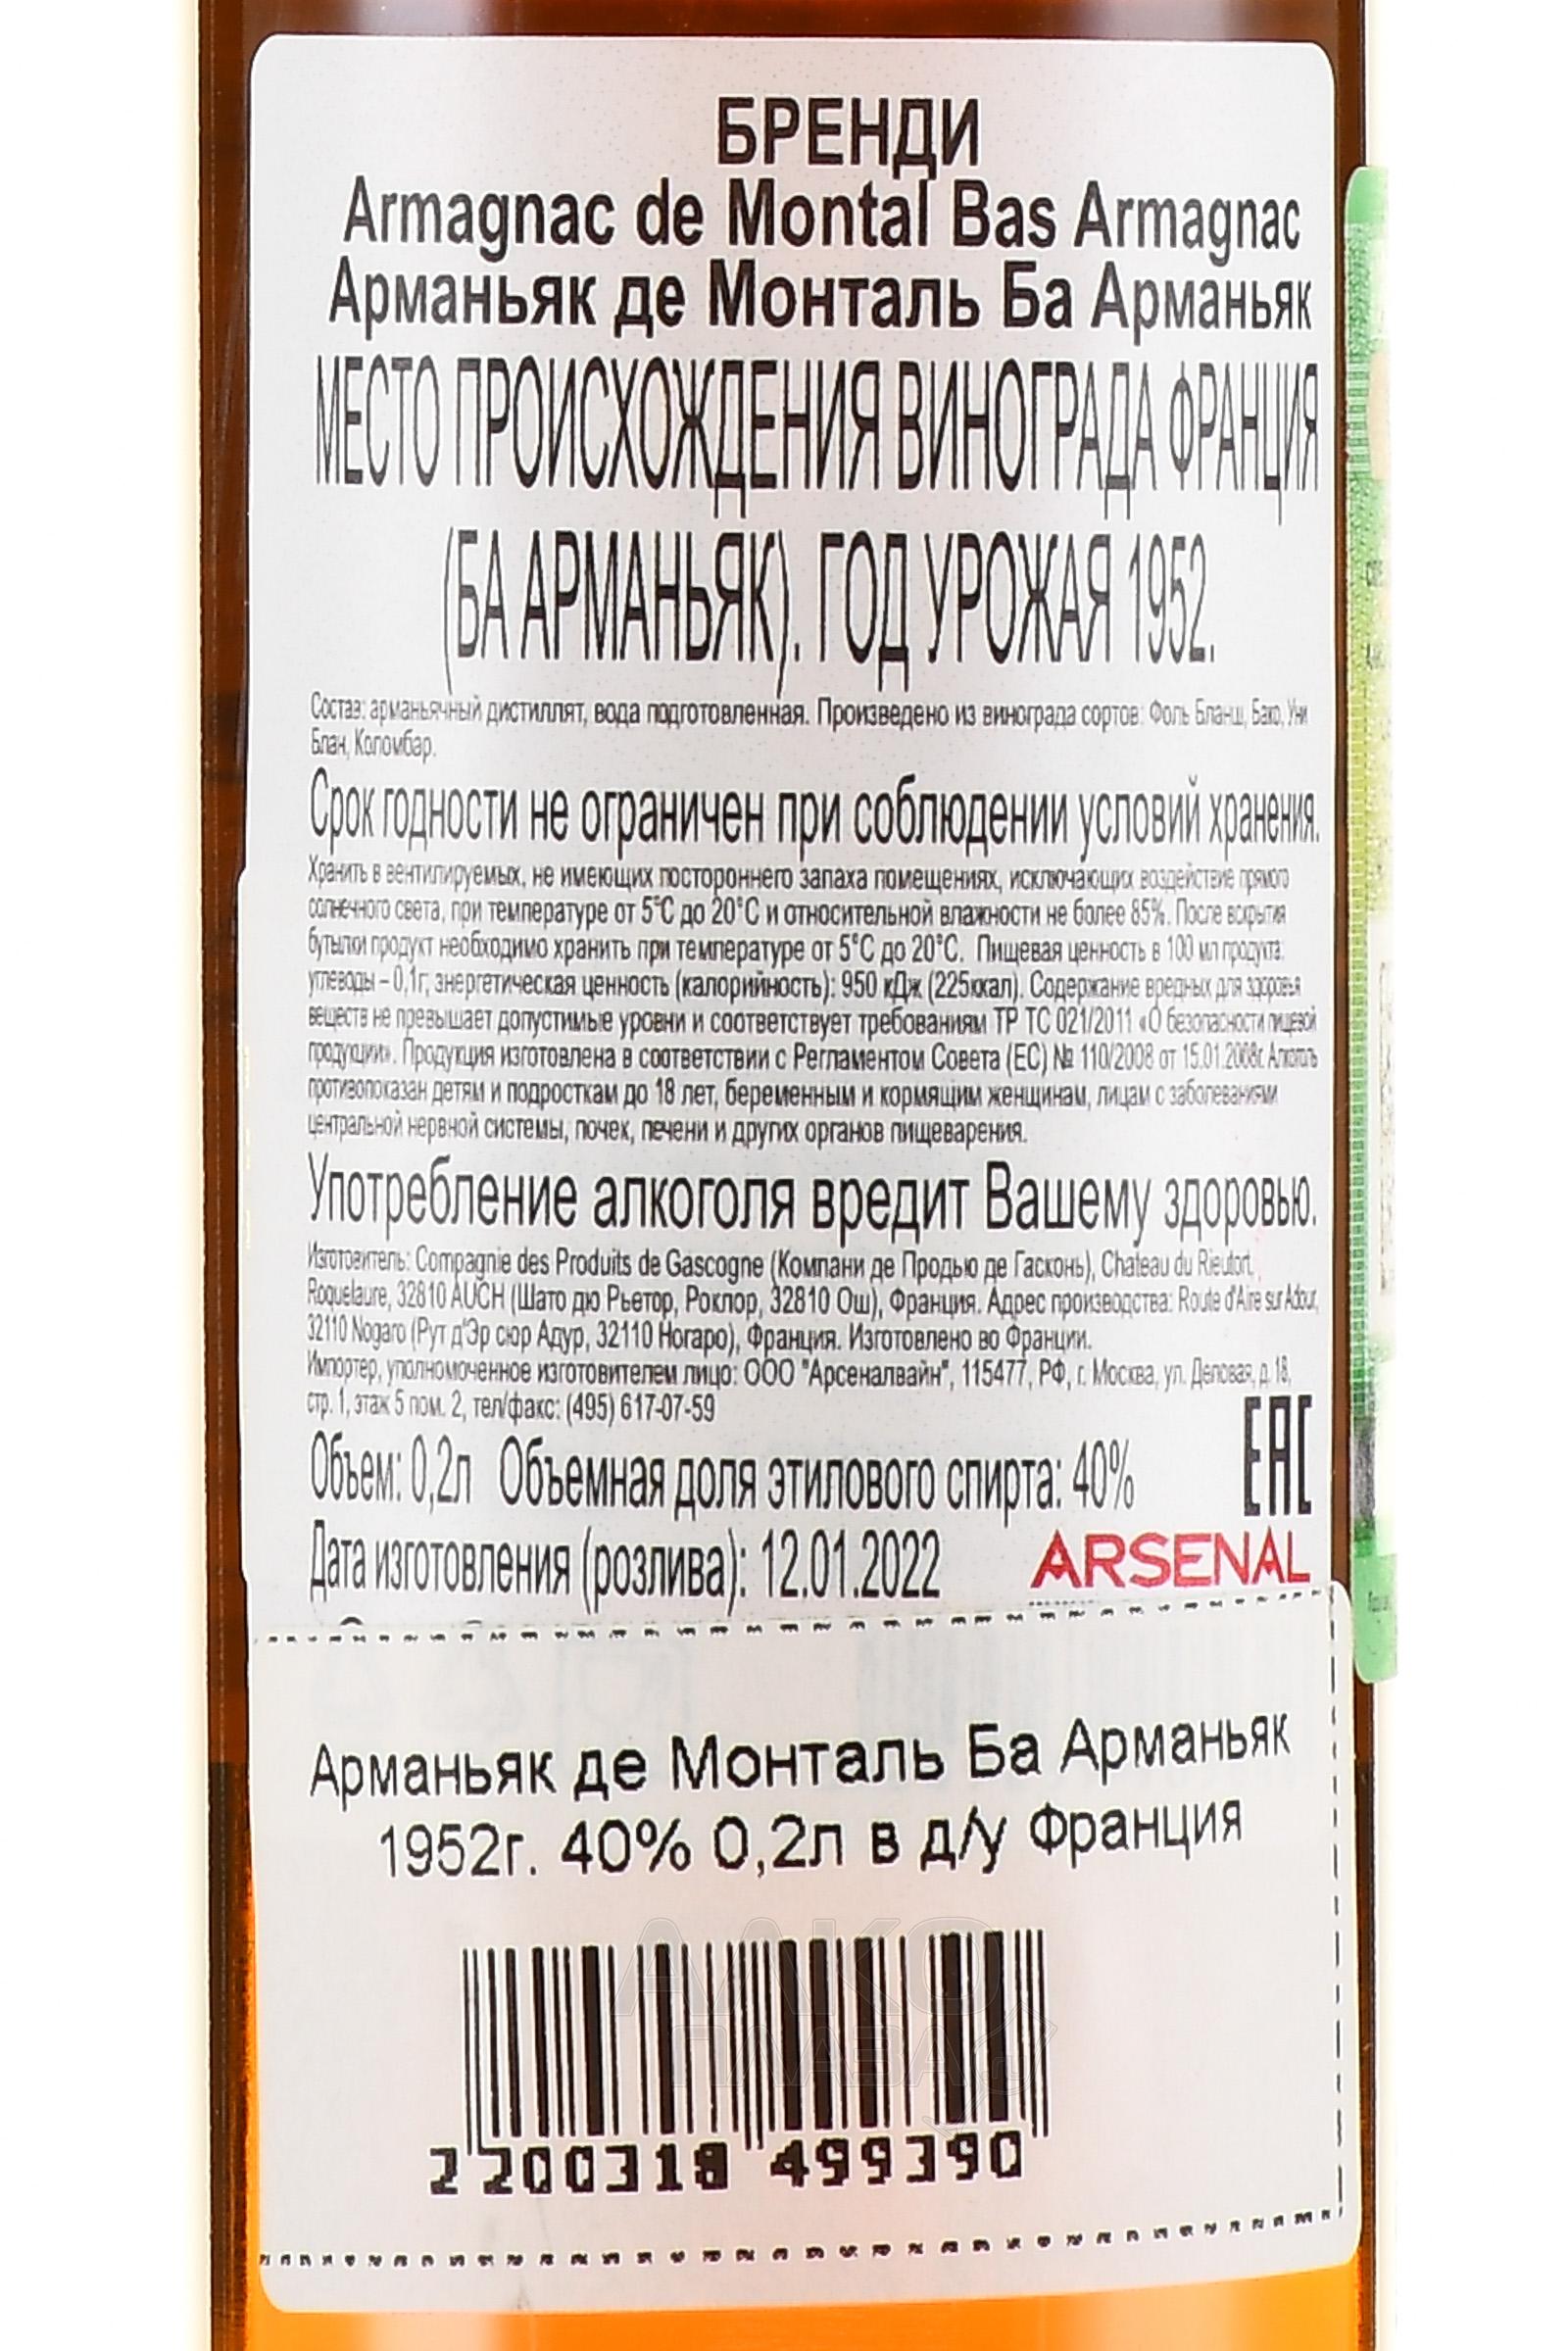 БРЕНДИ
Armagnac de Montal Bas Armagnac
Арманьяк де Монталь Ба Арманьяк
МЕСТО ПРОИСХОЖДЕНИЯ ВИНОГРАДА ФРАНЦИЯ
(БА АРМАНЬЯК). ГОД УРОЖАЯ 1952.
Состав: арманьячный дистиллят, вода подготовленная. Произведено из винограда сортов: Фоль Бланш, Бако, Уни
Блан, Коломбар.
Срок годности не ограничен при соблюдении условий хранения.
Хранить в вентилируемых, не имеющих постороннего запаха помещениях, исключающих воздействие прямого
солнечного света, при температуре от 5°С до 20°С и относительной влажности не более 85%. После вскрытия
бутылки продукт необходимо хранить при температуре от 5°С до 20°С. Пищевая ценность в 100 мл продукта:
углеводы – 0,1г, энергетическая ценность (калорийность): 950 кДж (225ккал). Содержание вредных для здоровья
веществ не превышает допустимые уровни и соответствует требованиям ТР ТС 021/2011 «О безопасности пищевой
продукции». Продукция изготовлена в соответствии с Регламентом Совета (ЕС) № 110/2008 от 15.01.2008г. Алкоголь
противопоказан детям и подросткам до 18 лет, беременным и кормящим женщинам, лицам с заболеваниями
центральной нервной системы, почек, печени и других органов пищеварения.
Употребление алкоголя вредит Вашему здоровью.
Изготовитель: Compagnie des Produits de Gascogne (Компани де Продью де Гасконь), Chateau du Rieutort,
Roquelaure, 32810 AUCH (Шато дю Рьетор, Роклор, 32810 Ош), Франция. Адрес производства: Route d'Aire sur Adour,
32110 Nogaro (Рут д'Эр сюр Адур, 32110 Ногаро), Франция. Изготовлено во Франции.
Импортер, уполномоченное изготовителем лицо: ООО "Арсеналвайн", 115477, РФ, г. Москва, ул. Деловая, д. 18,
стр. 1, этаж 5 пом. 2, тел/факс: (495) 617-07-59
EAC
Объем: 0,2л Объемная доля этилового спирта: 40%
Дата изготовления (розлива): 12.01.2022
ARSENAL
Арманьяк де Монталь Ба Арманьяк
1952г. 40% 0,2л в д/у Франция
АЛКО
ПЛАЗА
2 200318 499390